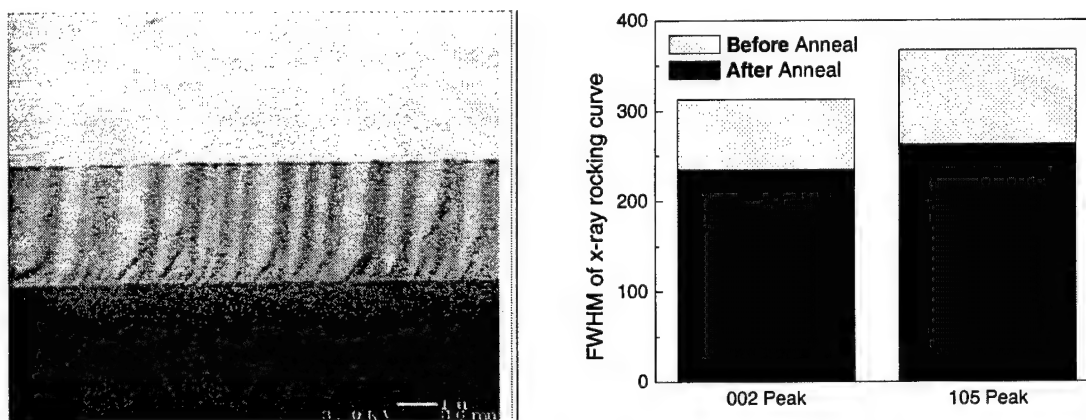 400
300
200
100
0
FWHM of x-ray rocking curve
Before Anneal
After Anneal
002 Peak
105 Peak